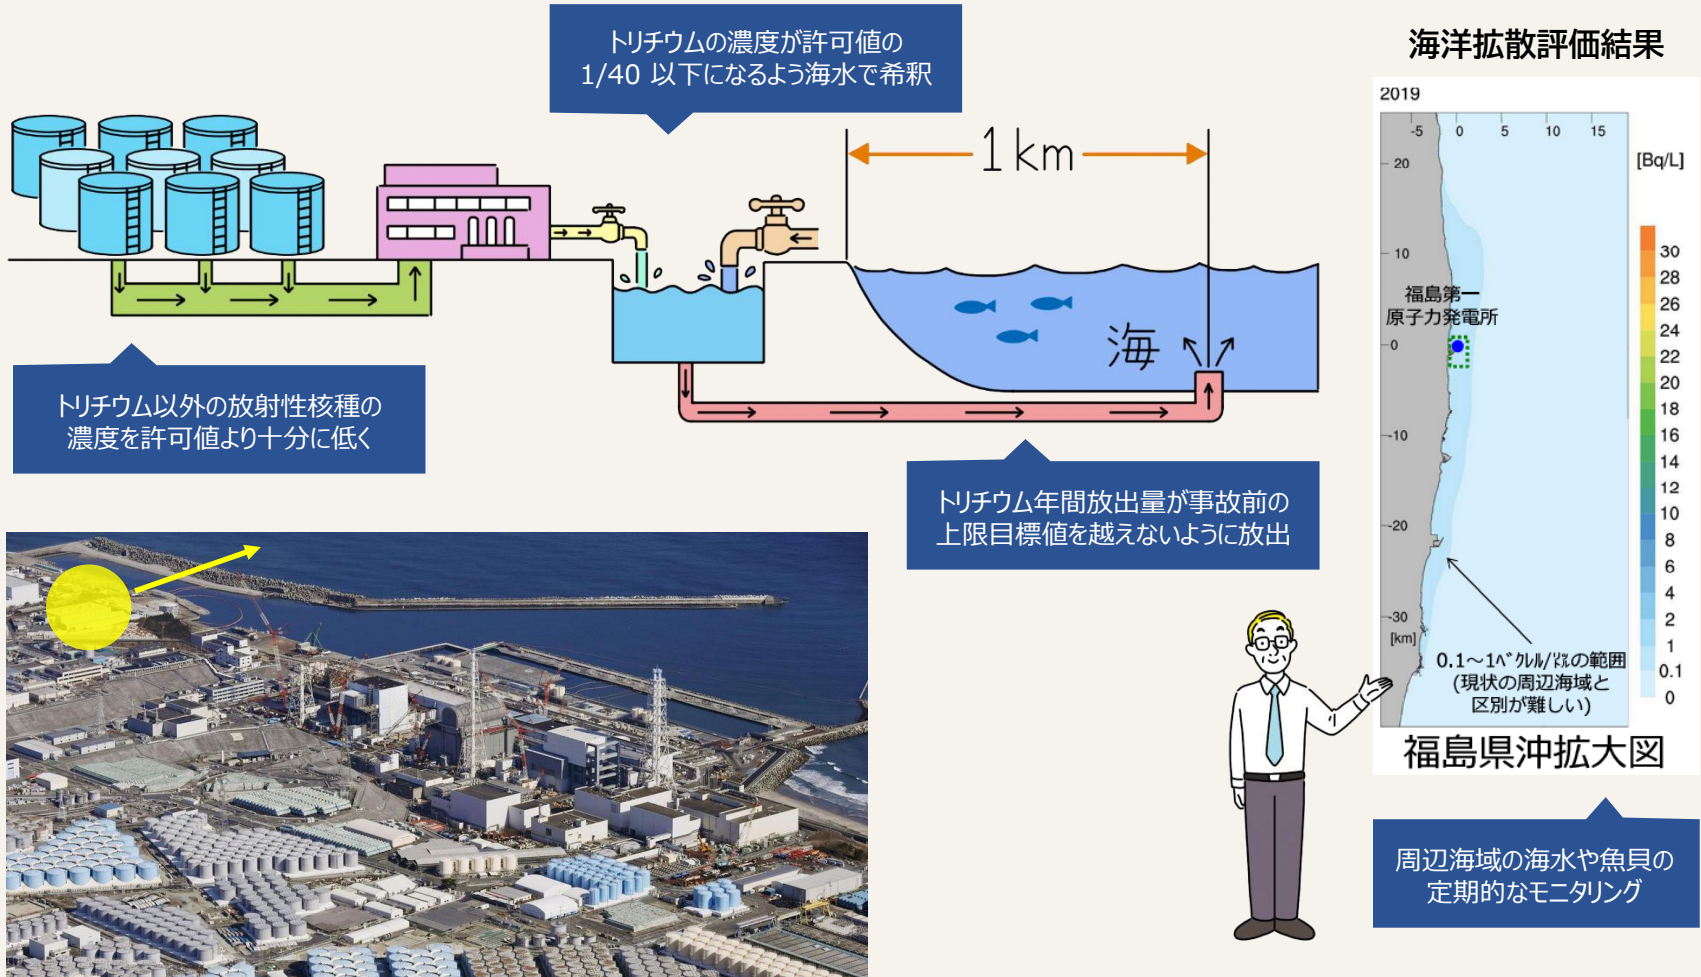 トリチウムの濃度が許可値の
1/40 以下になるよう海水で希釈
1km
海
トリチウム以外の放射性核種の
濃度を許可値より十分に低く
トリチウム年間放出量が事故前の
上限目標値を越えないように放出
海洋拡散評価結果
2019
-5 0 5 10 15
[Bq/L]
20
10
0
-10
-20
-30
[km]
福島第一
原子力発電所
30
28
26
24
22
20
18
16
14
12
10
8
6
4
2
1
0.1
0
0.1～1ﾍﾞｸﾚﾙ/㍑の範囲
(現状の周辺海域と
区別が難しい)
福島県沖拡大図
周辺海域の海水や魚貝の
定期的なモニタリング